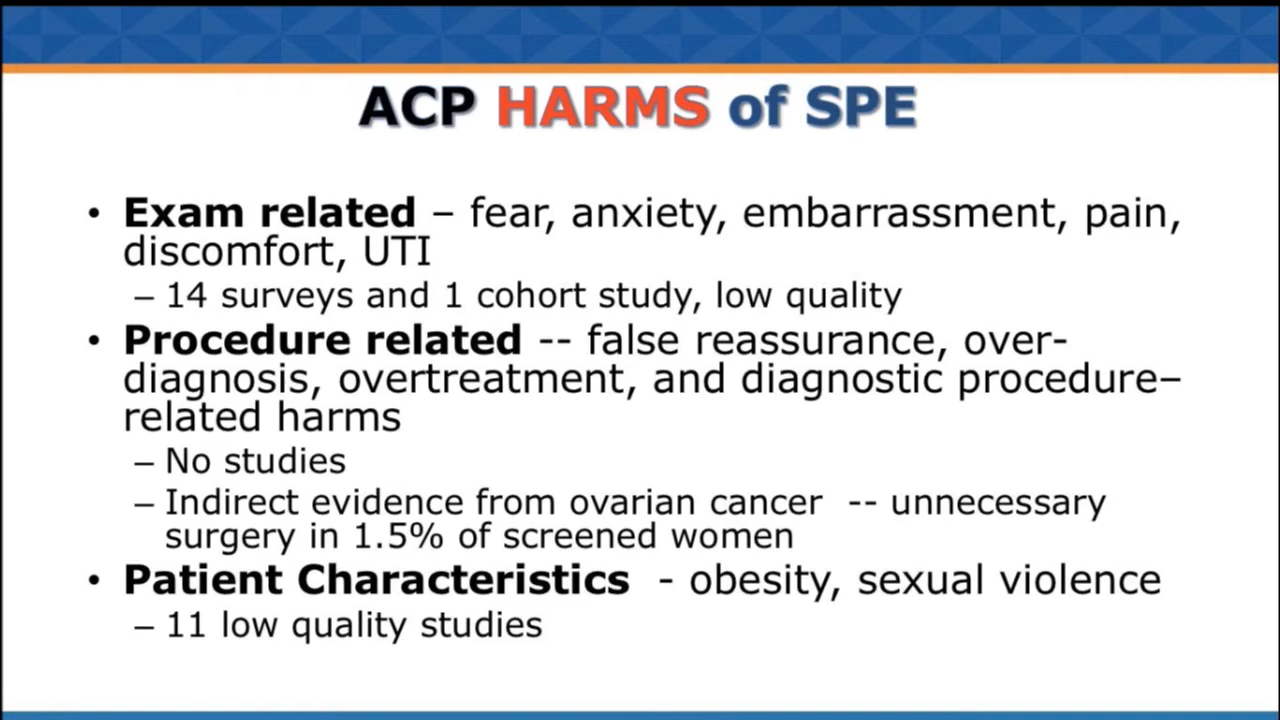 ACP HARMS of SPE
• Exam related – fear, anxiety, embarrassment, pain,
discomfort, UTI
– 14 surveys and 1 cohort study, low quality
• Procedure related -- false reassurance, over-
diagnosis, overtreatment, and diagnostic procedure–
related harms
– No studies
– Indirect evidence from ovarian cancer -- unnecessary
surgery in 1.5% of screened women
• Patient Characteristics - obesity, sexual violence
– 11 low quality studies